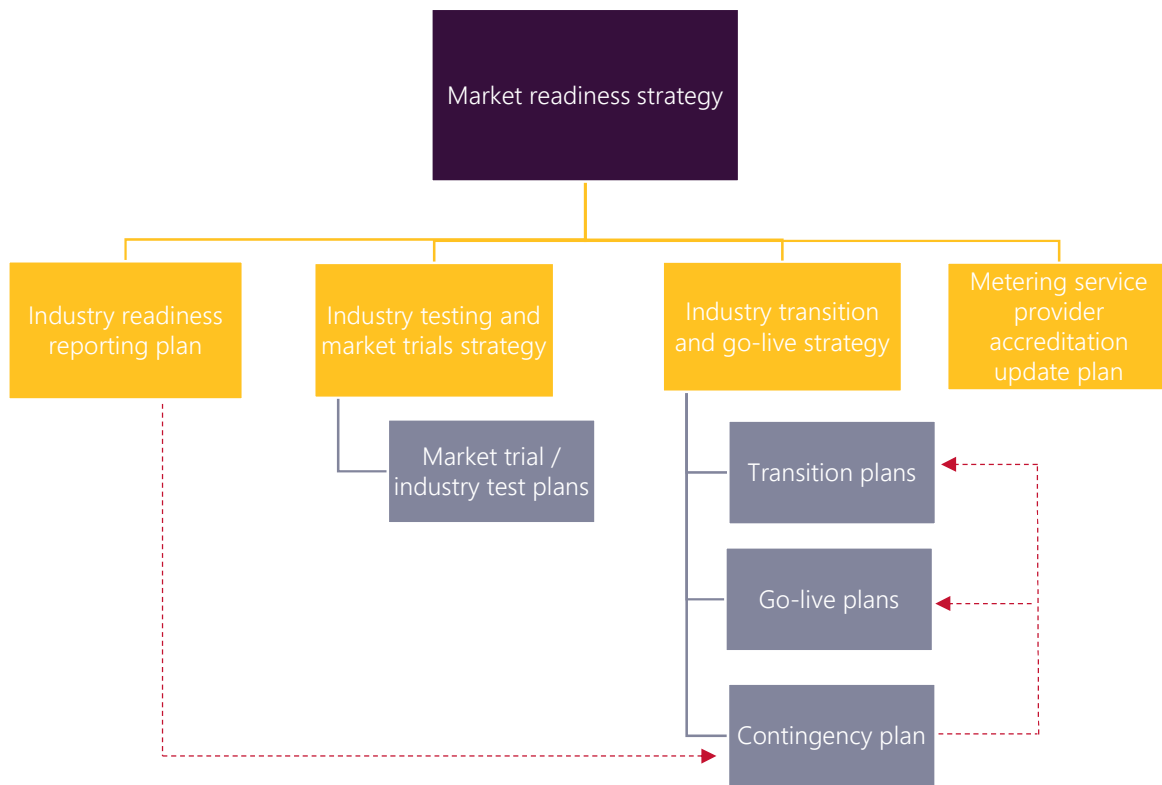 Market readiness strategy
Industry readiness
reporting plan
Industry testing and
market trials strategy
Industry transition
and go-live strategy
Metering service
provider
accreditation
update plan
Market trial /
industry test plans
Transition plans
Go-live plans
Contingency plan